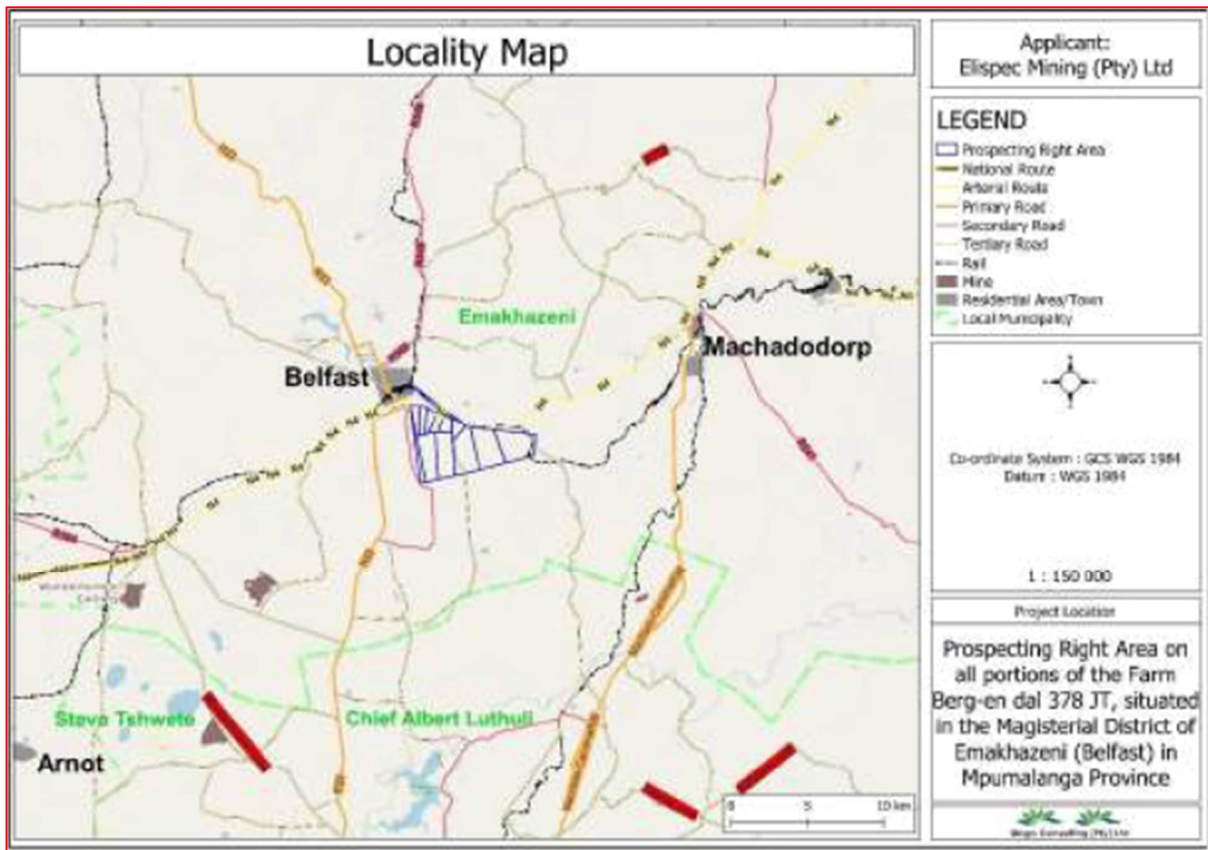 Locality Map
Applicant:
Elispec Mining (Pty) Ltd
LEGEND
Prospecting Right Area
National Route
Arterial Route
Primary Road
Secondary Road
Tertiary Road
Rail
Mine
Residential Area/Town
Local Municipality
Emakhazeni
Belfast
Machadodorp
Steve Tshwete
Chief Albert Luthuli
Arnot
N4
0 5 10 km
Co-ordinate System : GCS WGS 1984
Datum : WGS 1984
1 : 150 000
Project Location
Prospecting Right Area on
all portions of the Farm
Berg-en dal 378 JT, situated
in the Magisterial District of
Emakhazeni (Belfast) in
Mpumalanga Province
Consulting (Pty) Ltd